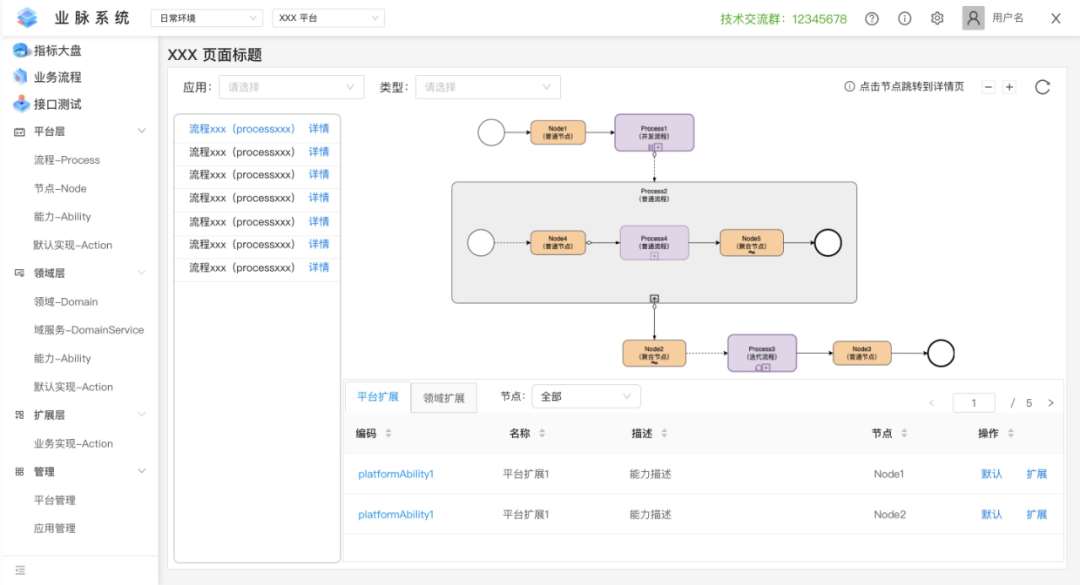 业脉系统
日常环境
XXX 平台
技术交流群：12345678
用户名
指标大盘
业务流程
接口测试
平台层
流程-Process
节点-Node
能力-Ability
默认实现-Action
领域层
领域-Domain
域服务-DomainService
能力-Ability
默认实现-Action
扩展层
业务实现-Action
管理
平台管理
应用管理
XXX 页面标题
应用：
请选择
类型：
请选择
点击节点跳转到详情页
流程xxx（processxxx） 详情
流程xxx（processxxx） 详情
流程xxx（processxxx） 详情
流程xxx（processxxx） 详情
流程xxx（processxxx） 详情
流程xxx（processxxx） 详情
流程xxx（processxxx） 详情
Node1
(普通节点)
Process1
(并发流程)
Process2
(普通流程)
Node4
(普通节点)
Process4
(普通流程)
Node5
(聚合节点)
Node2
(聚合节点)
Process3
(迭代流程)
Node3
(普通节点)
平台扩展
领域扩展
节点：
全部
1 / 5
编码 名称 描述 节点 操作
platformAbility1 平台扩展1 能力描述 Node1 默认 扩展
platformAbility1 平台扩展1 能力描述 Node2 默认 扩展